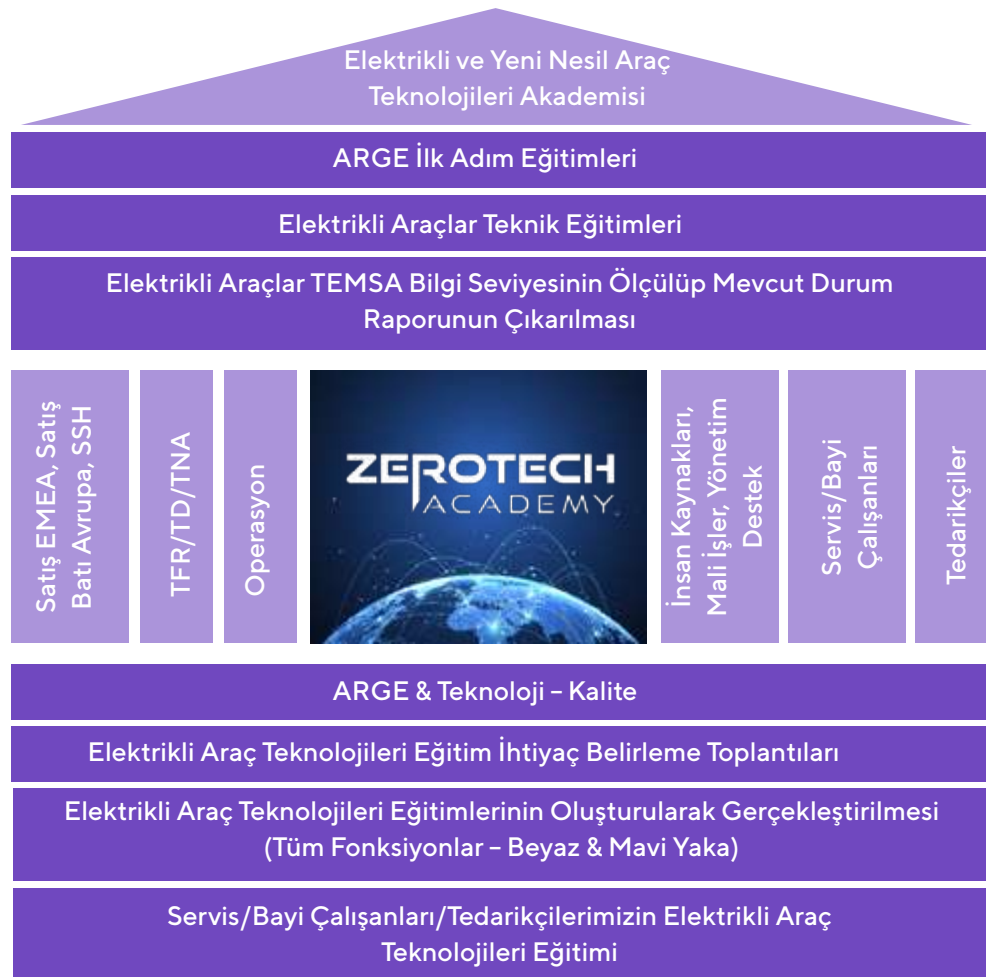 Elektrikli ve Yeni Nesil Araç
Teknolojileri Akademisi
ARGE İlk Adım Eğitimleri
Elektrikli Araçlar Teknik Eğitimleri
Elektrikli Araçlar TEMSA Bilgi Seviyesinin Ölçülüp Mevcut Durum
Raporunun Çıkarılması
Satış EMEA, Satış
Batı Avrupa, SSH
TFR/TD/TNA
Operasyon
ZEROTECH
ACADEMY
İnsan Kaynakları,
Mali İşler, Yönetim
Destek
Servis/Bayi
Çalışanları
Tedarikçiler
ARGE & Teknoloji – Kalite
Elektrikli Araç Teknolojileri Eğitim İhtiyaç Belirleme Toplantıları
Elektrikli Araç Teknolojileri Eğitimlerinin Oluşturularak Gerçekleştirilmesi
(Tüm Fonksiyonlar – Beyaz & Mavi Yaka)
Servis/Bayi Çalışanları/Tedarikçilerimizin Elektrikli Araç
Teknolojileri Eğitimi